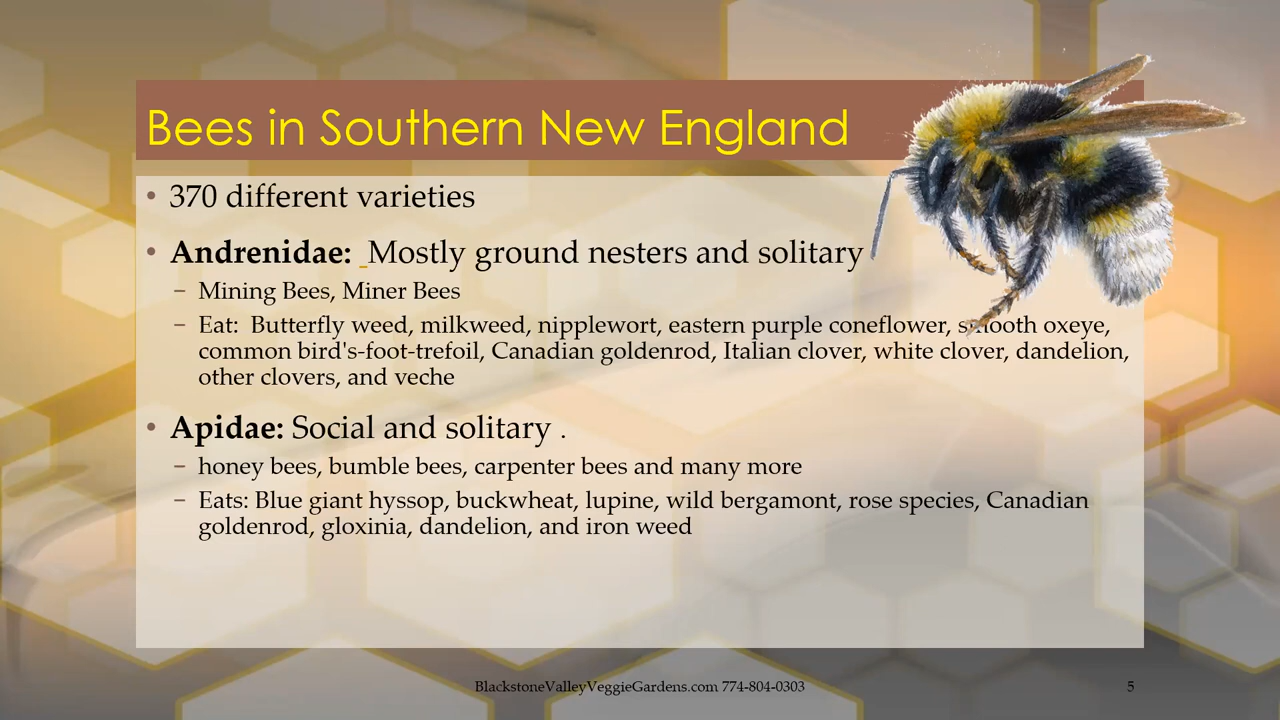 Bees in Southern New England
• 370 different varieties
• Andrenidae: Mostly ground nesters and solitary
– Mining Bees, Miner Bees
– Eat: Butterfly weed, milkweed, nipplewort, eastern purple coneflower, smooth oxeye,
common bird's-foot-trefoil, Canadian goldenrod, Italian clover, white clover, dandelion,
other clovers, and veche
• Apidae: Social and solitary .
– honey bees, bumble bees, carpenter bees and many more
– Eats: Blue giant hyssop, buckwheat, lupine, wild bergamont, rose species, Canadian
goldenrod, gloxinia, dandelion, and iron weed
BlackstoneValleyVeggieGardens.com 774-804-0303
5